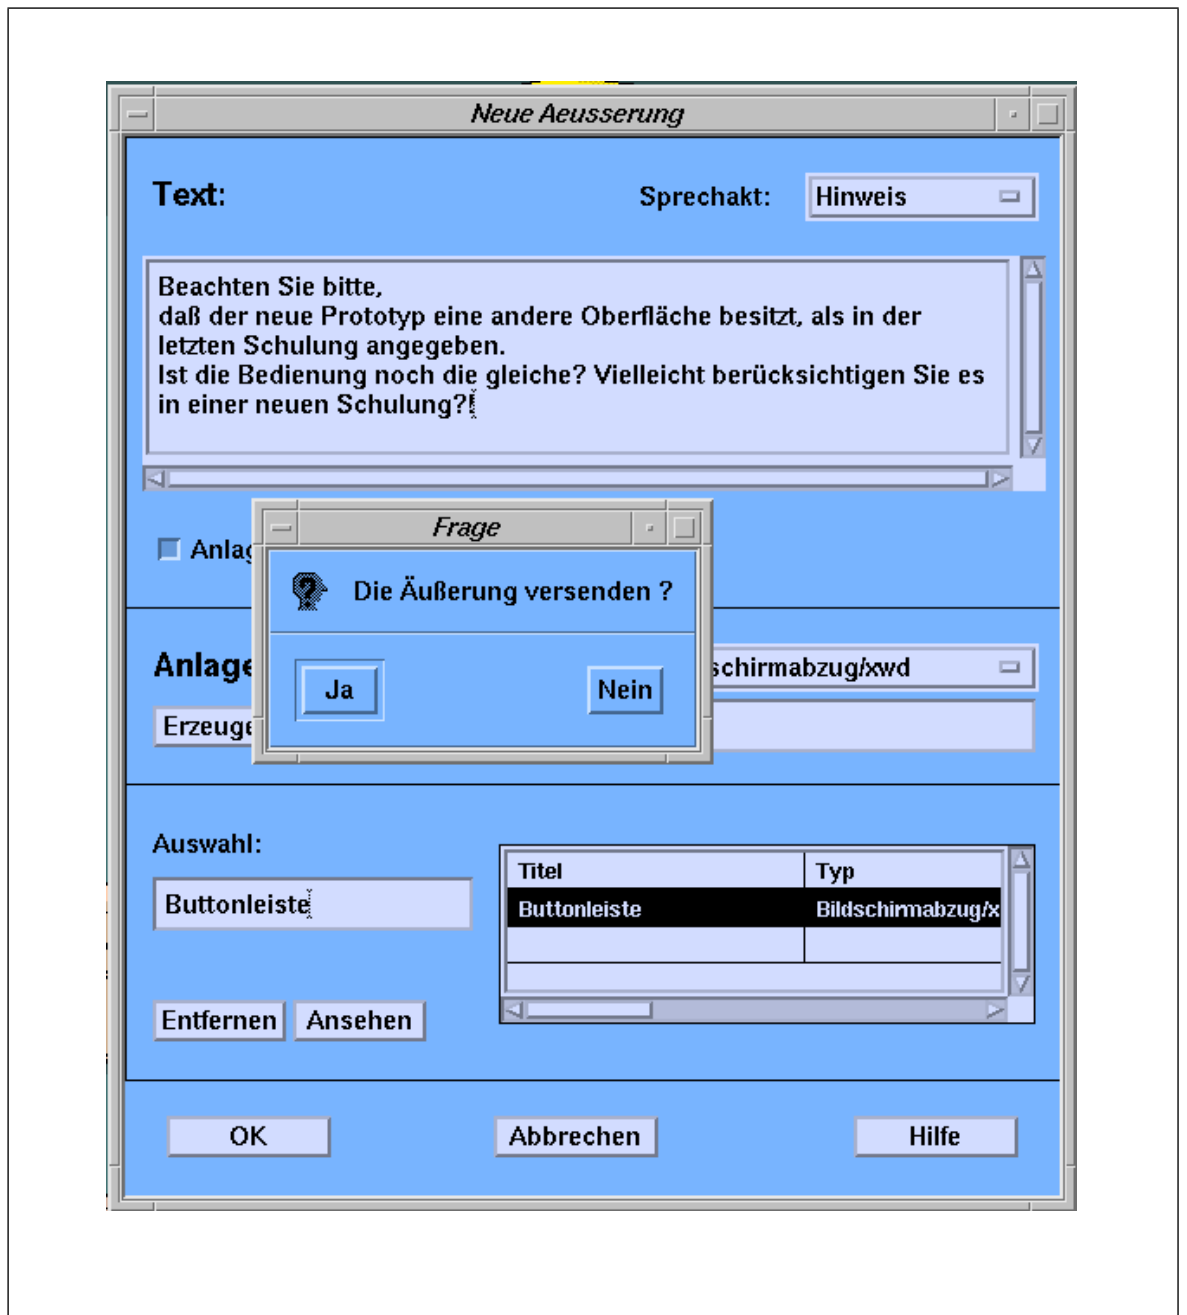 Neue Aeusserung
Text:
Sprechakt: Hinweis
Beachten Sie bitte,
daß der neue Prototyp eine andere Oberfläche besitzt, als in der
letzten Schulung angegeben.
Ist die Bedienung noch die gleiche? Vielleicht berücksichtigen Sie es
in einer neuen Schulung?
Frage
Die Äußerung versenden ?
Ja Nein
Auswahl:
Buttonleiste
Titel Typ
Buttonleiste Bildschirmabzug/x
Entfernen Ansehen
OK Abbrechen Hilfe